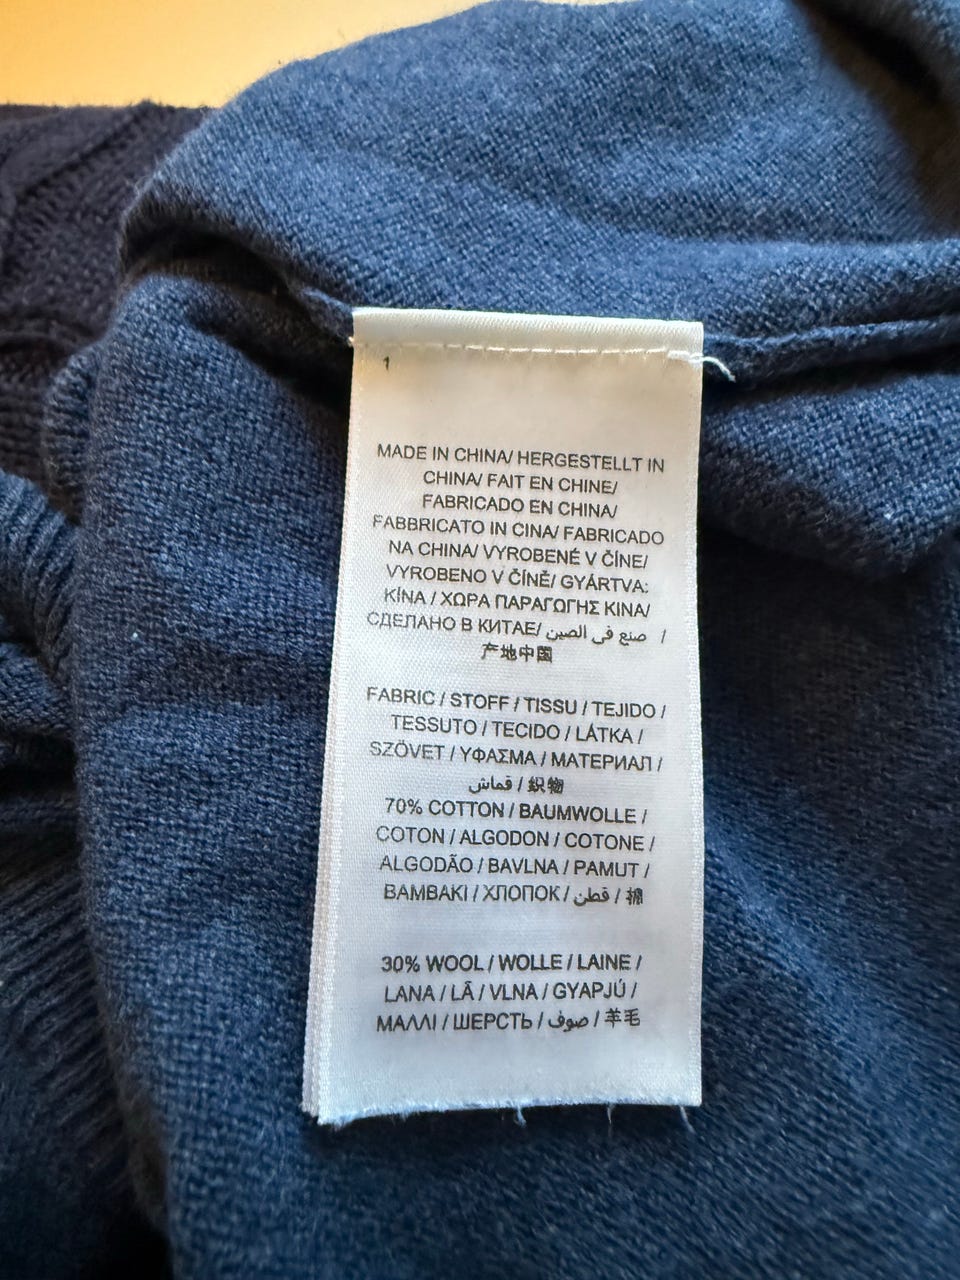 1
MADE IN CHINA/ HERGESTELLT IN
CHINA/ FAIT EN CHINE/
FABRICADO EN CHINA/
FABBRICATO IN CINA/ FABRICADO
NA CHINA/ VYROBENÉ V ČÍNE/
VYROBENO V ČÍNĚ/ GYÁRTVA:
KÍNA / ΧΩΡΑ ΠΑΡΑΓΩΓΗΣ ΚΙΝΑ/
СДЕЛАНО В КИТАЕ/ صنع في الصين /
产地中国
FABRIC / STOFF / TISSU / TEJIDO /
TESSUTO / TECIDO / LÁTKA /
SZÖVET / ΥΦΑΣΜΑ / МАТЕРИАЛ /
قماش / 织物
70% COTTON / BAUMWOLLE /
COTON / ALGODON / COTONE /
ALGODÃO / BAVLNA / PAMUT /
ΒΑΜΒΑΚΙ / ХЛОПОК / قطن / 棉
30% WOOL / WOLLE / LAINE /
LANA / LÃ / VLNA / GYAPJÚ /
ΜΑΛΛΙ / ШЕРСТЬ / صوف / 羊毛